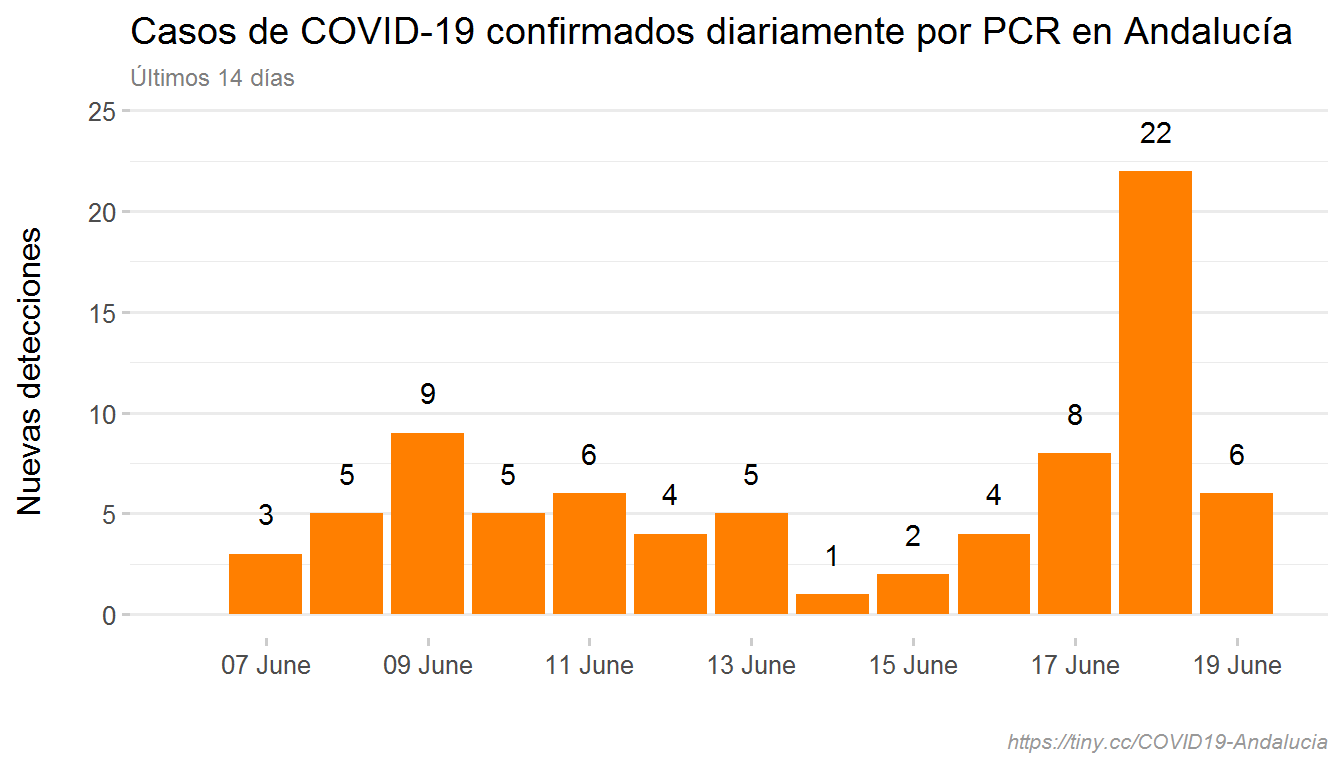 Casos de COVID-19 confirmados diariamente por PCR en Andalucía
Últimos 14 días
Nuevas detecciones
25
20
15
10
5
0
3
5
9
5
6
4
5
1
2
4
8
22
6
07 June
09 June
11 June
13 June
15 June
17 June
19 June
https://tiny.cc/COVID19-Andalucia